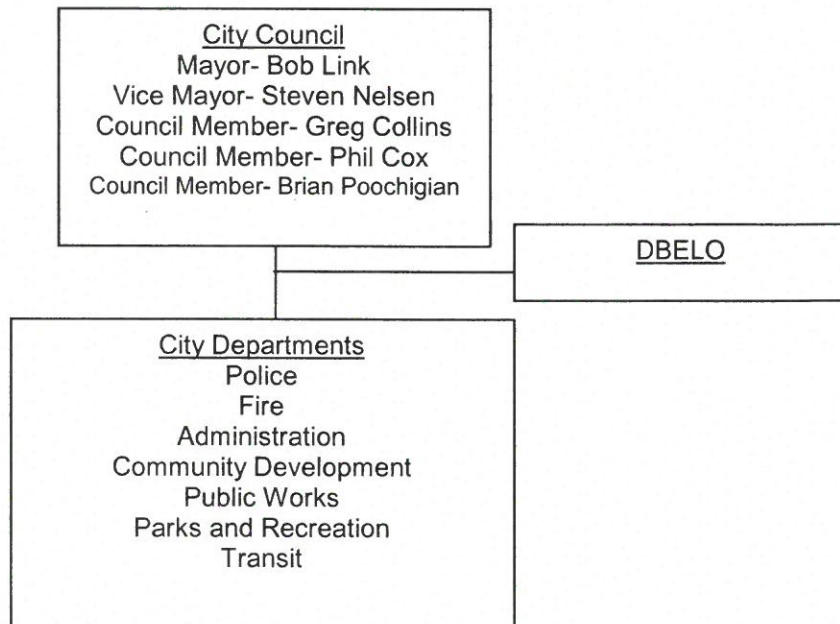 City Council
Mayor- Bob Link
Vice Mayor- Steven Nelsen
Council Member- Greg Collins
Council Member- Phil Cox
Council Member- Brian Poochigian
DBELO
City Departments
Police
Fire
Administration
Community Development
Public Works
Parks and Recreation
Transit